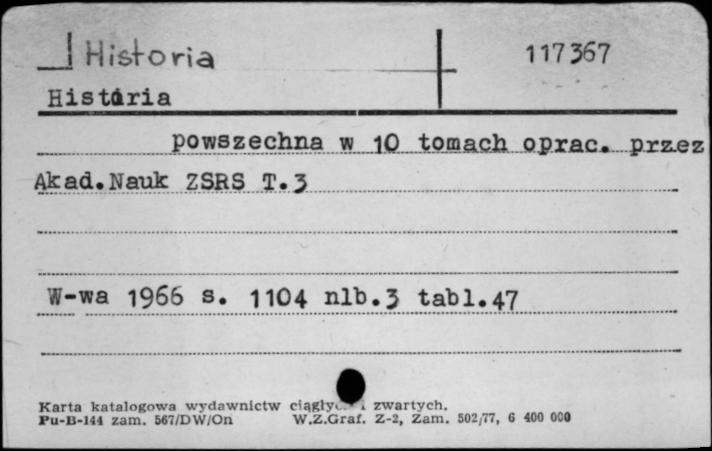 Historia 117367
Historia
powszechna w 10 tomach oprac. przez
Akad.Nauk ZSRS T.3
W-wa 1966 s. 1104 nlb.3 tabl.47
Karta katalogowa wydawnictw i zwartych.
Pu-B-144 zam. 567/DW/On W.Z.Graf. Z-2, Zam. 502/77, 6 400 000